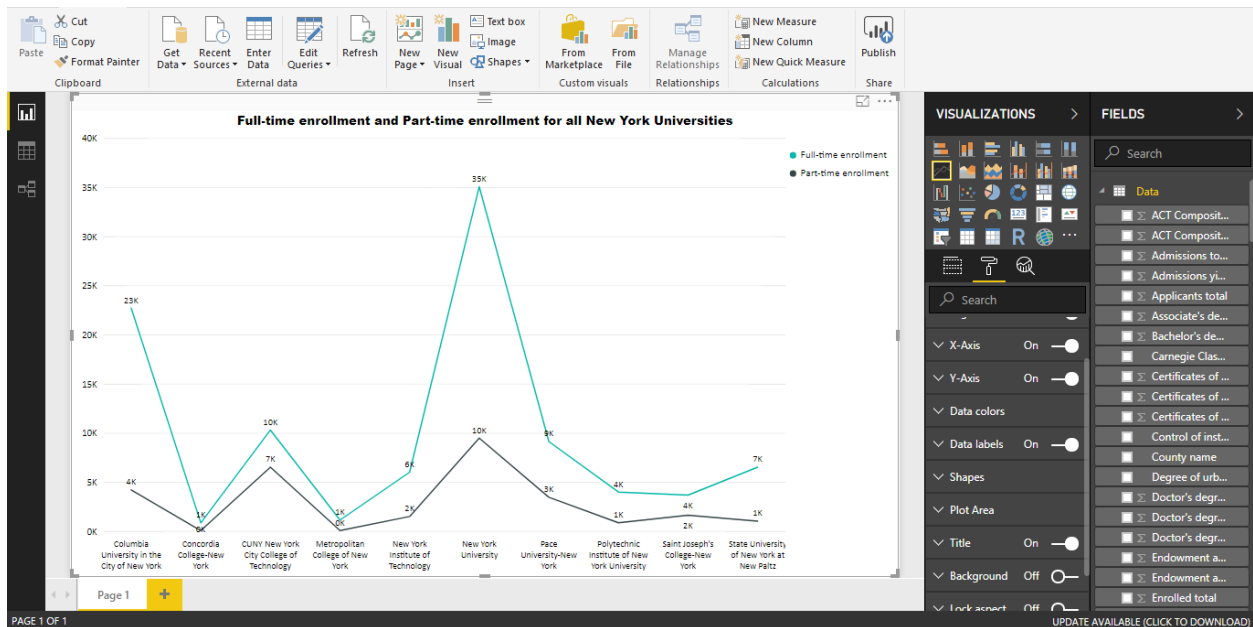 Cut
Copy
Format Painter
Paste
Clipboard
Get Data
Recent Sources
Enter Data
Edit Queries
Refresh
External data
New Page
New Visual
Text box
Image
Shapes
Insert
From Marketplace
From File
Custom visuals
Manage Relationships
Relationships
New Measure
New Column
New Quick Measure
Calculations
Publish
Share
Full-time enrollment and Part-time enrollment for all New York Universities
Full-time enrollment
Part-time enrollment
40K
35K
30K
25K
20K
15K
10K
5K
0K
23K
1K
10K
1K
6K
35K
9K
4K
4K
7K
4K
0K
7K
0K
2K
10K
3K
1K
2K
1K
Columbia University in the City of New York
Concordia College-New York
CUNY New York City College of Technology
Metropolitan College of New York
New York Institute of Technology
New York University
Pace University-New York
Polytechnic Institute of New York University
Saint Joseph's College-New York
State University of New York at New Paltz
VISUALIZATIONS
123
R
Search
X-Axis On
Y-Axis On
Data colors
Data labels On
Shapes
Plot Area
Title On
Background Off
Lock aspect Off
FIELDS
Search
Data
ACT Composit...
ACT Composit...
Admissions to...
Admissions yi...
Applicants total
Associate's de...
Bachelor's de...
Carnegie Clas...
Certificates of ...
Certificates of ...
Certificates of ...
Control of inst...
County name
Degree of urb...
Doctor's degr...
Doctor's degr...
Doctor's degr...
Endowment a...
Endowment a...
Enrolled total
Page 1
PAGE 1 OF 1
UPDATE AVAILABLE (CLICK TO DOWNLOAD)